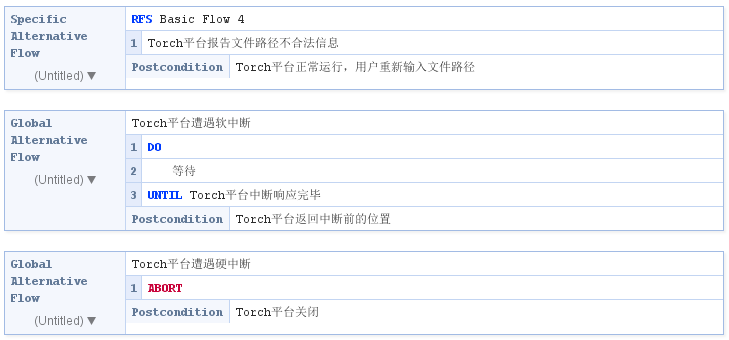 Specific Alternative Flow
(Untitled) ▼
RFS Basic Flow 4
1 Torch平台报告文件路径不合法信息
Postcondition Torch平台正常运行，用户重新输入文件路径
Global Alternative Flow
(Untitled) ▼
Torch平台遭遇软中断
1 DO
2 等待
3 UNTIL Torch平台中断响应完毕
Postcondition Torch平台返回中断前的位置
Global Alternative Flow
(Untitled) ▼
Torch平台遭遇硬中断
1 ABORT
Postcondition Torch平台关闭